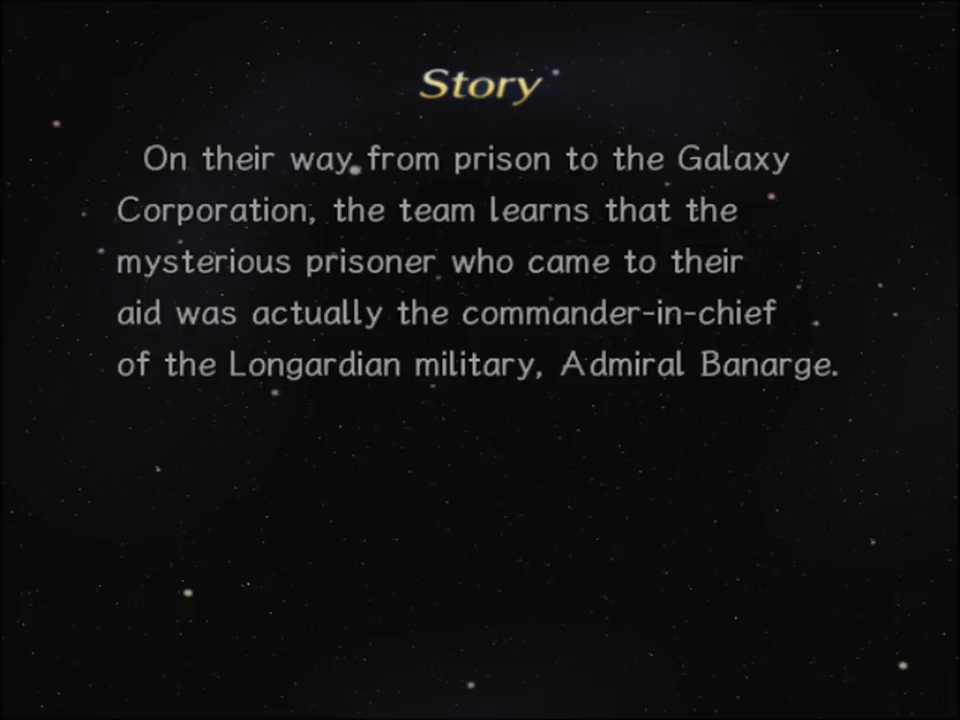 Story
On their way from prison to the Galaxy
Corporation, the team learns that the
mysterious prisoner who came to their
aid was actually the commander-in-chief
of the Longardian military, Admiral Banarge.